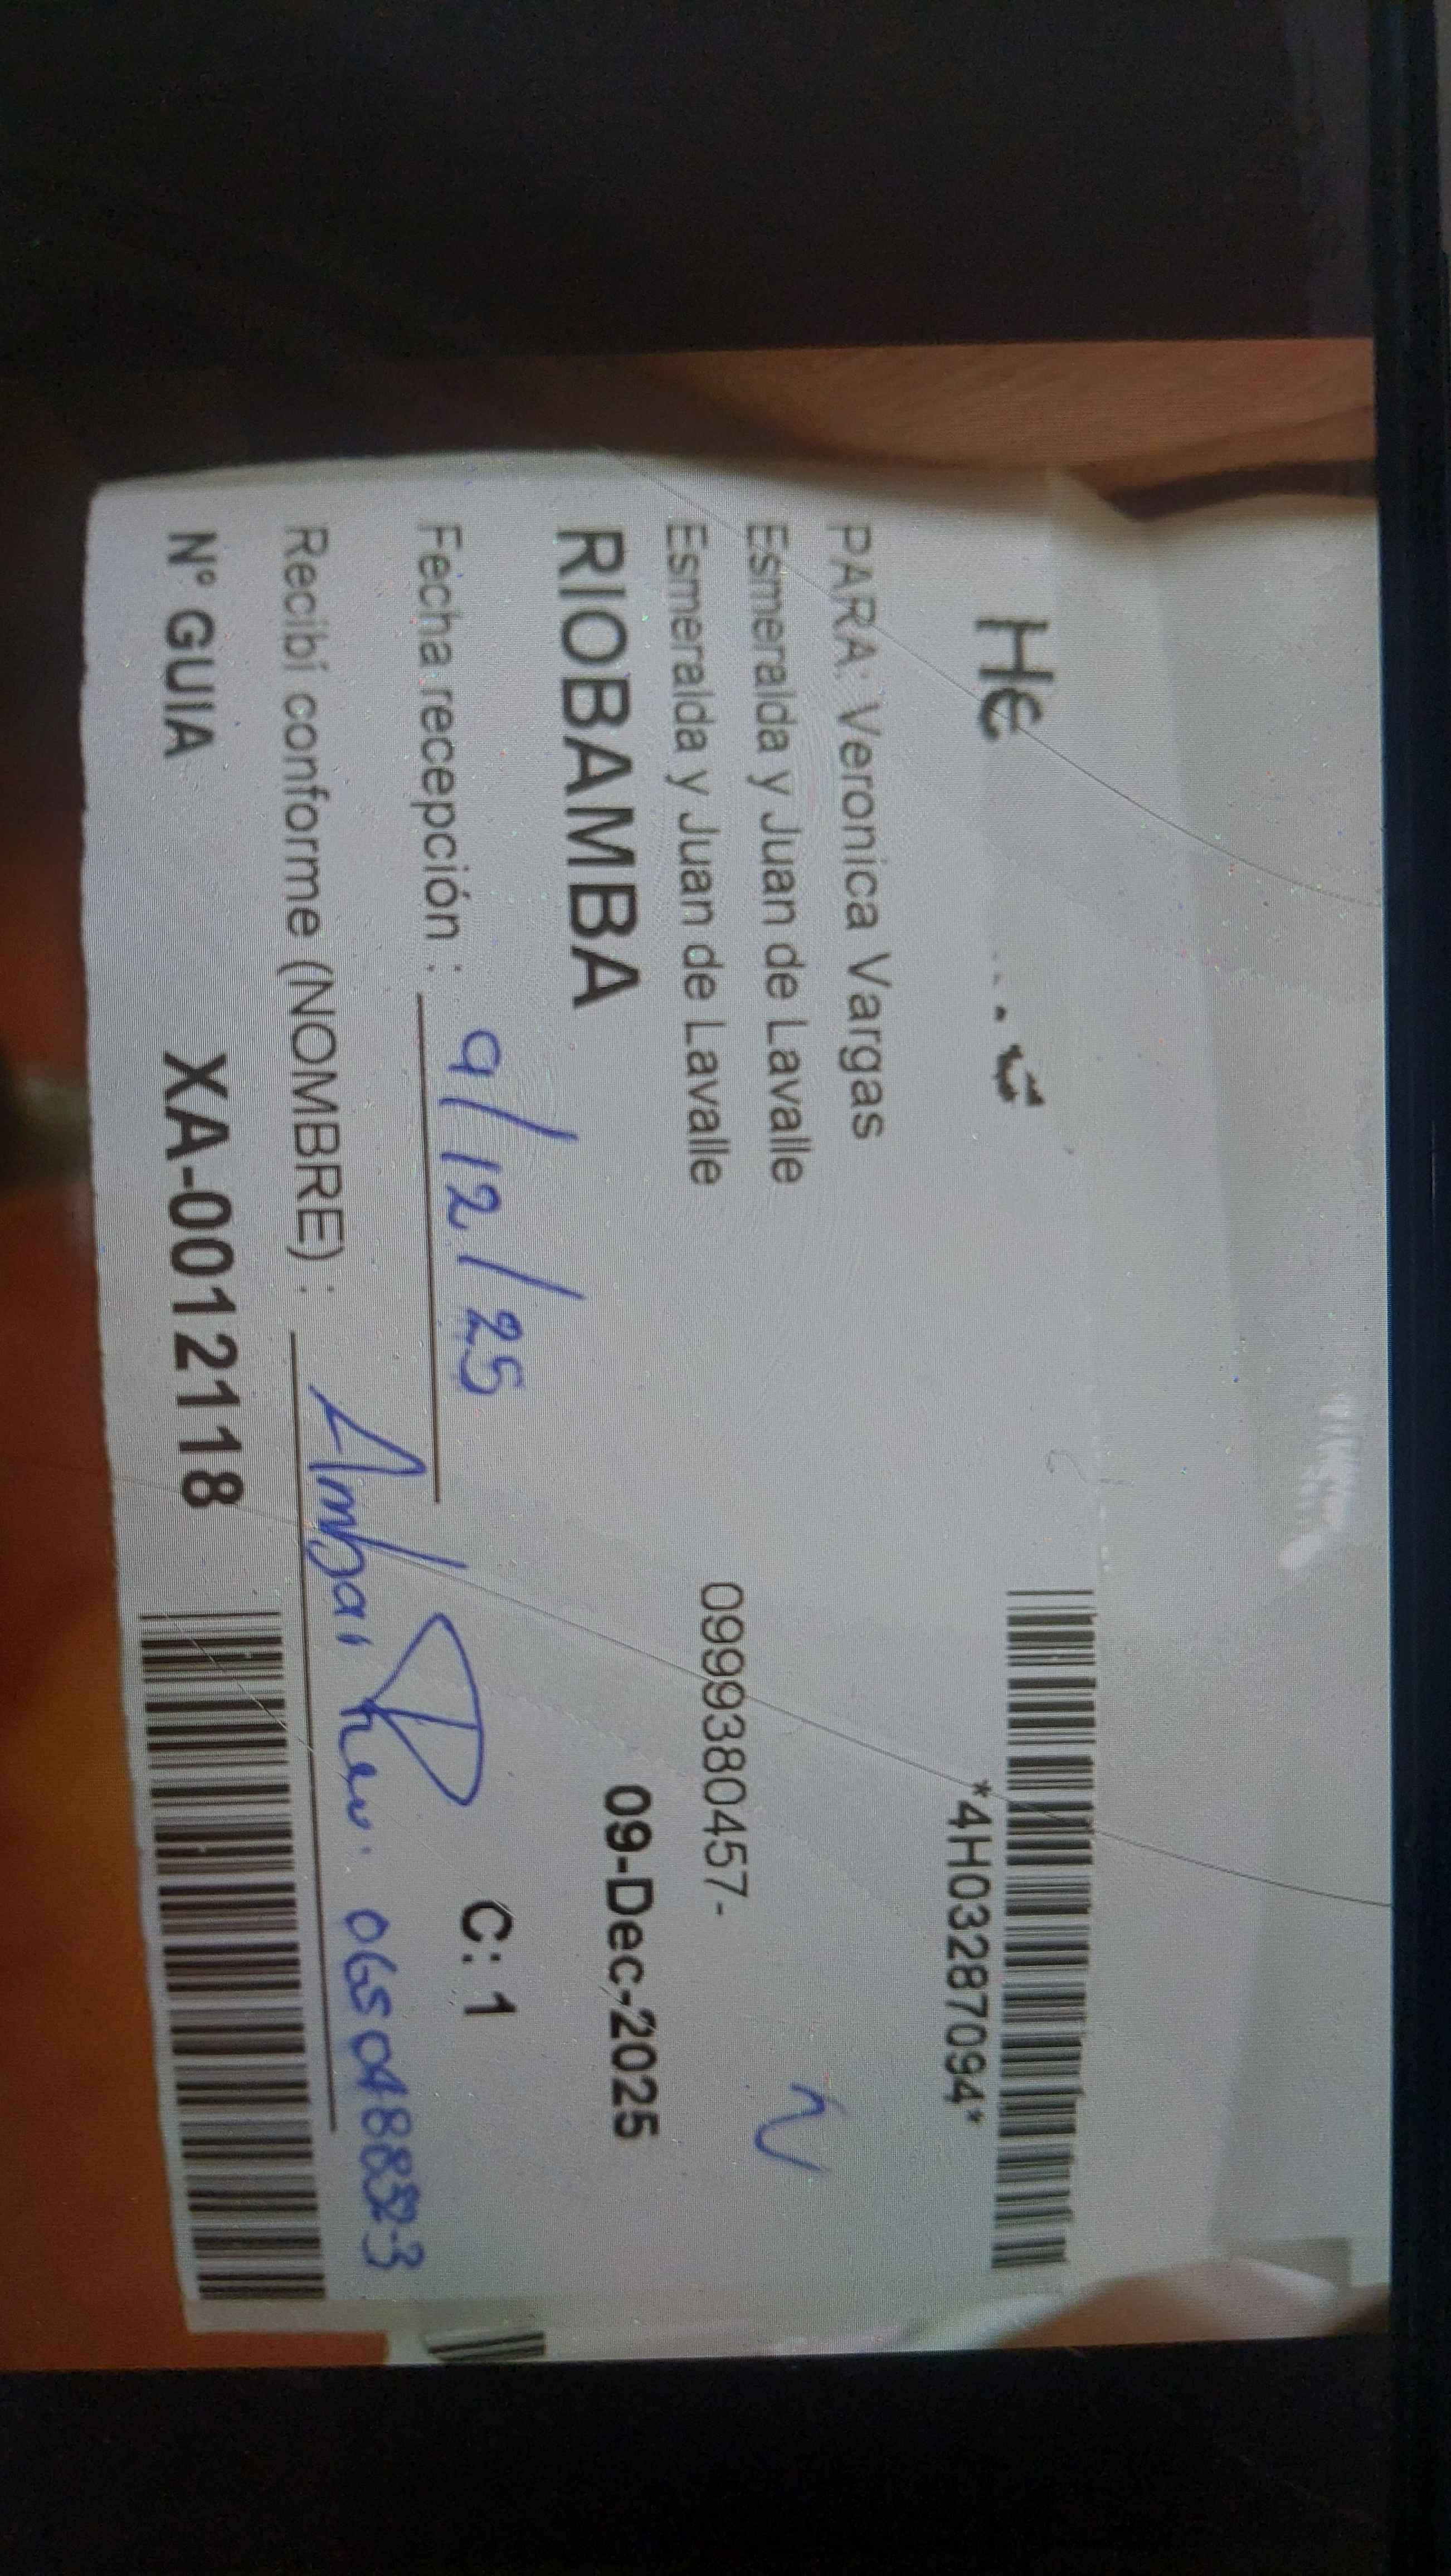 *4H03287094*
PARA: Veronica Vargas
Esmeralda y Juan de Lavalle
Esmeralda y Juan de Lavalle 0999380457-
RIOBAMBA 09-Dec-2025
Fecha recepción : 9/12/25 C: 1
Recibí conforme (NOMBRE) :
Nº GUIA XA-0012118